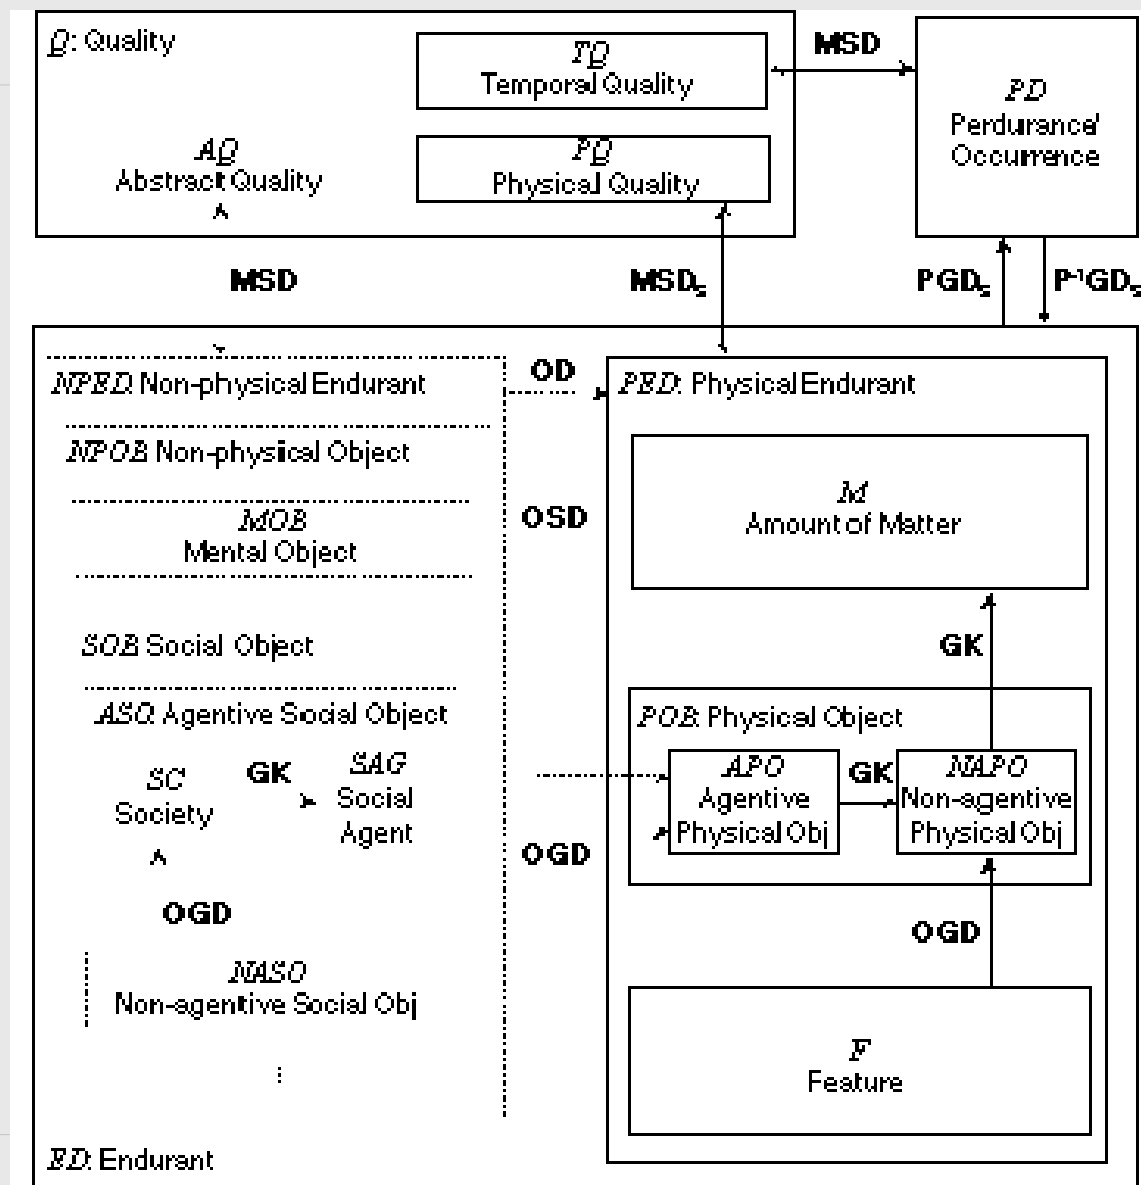 Q: Quality
TQ
Temporal Quality
MSD
PD
Perdurance/
Occurrence
AQ
Abstract Quality
PQ
Physical Quality
MSD
MSDs
PGDs
P-1GDs
NPED: Non-physical Endurant
OD
PED: Physical Endurant
NPOB: Non-physical Object
M
Amount of Matter
MOB
Mental Object
OSD
SOB: Social Object
GK
ASO: Agentive Social Object
POB: Physical Object
SC
Society
GK
SAG
Social
Agent
APO
Agentive
Physical Obj
GK
NAPO
Non-agentive
Physical Obj
OGD
OGD
OGD
NASO
Non-agentive Social Obj
F
Feature
ED: Endurant